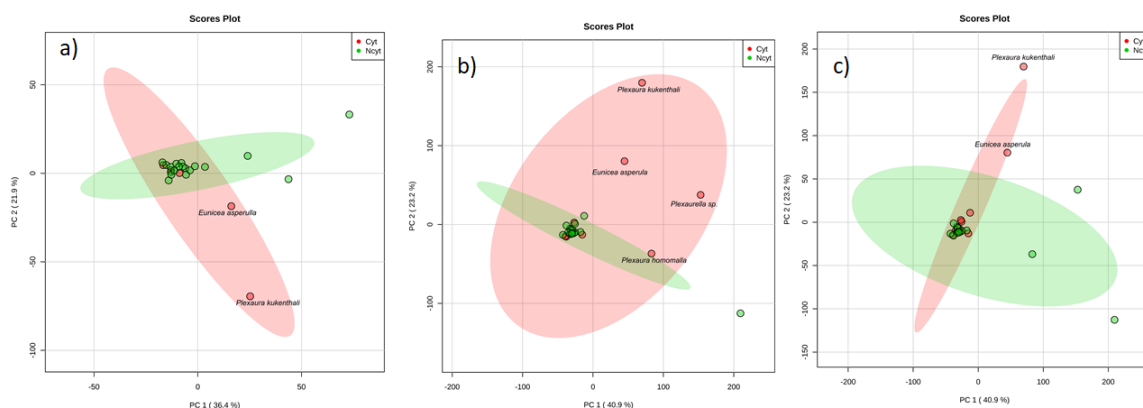 Scores Plot
a)
Cyt
Ncyt
50
0
-50
-100
PC 2 ( 21.9 %)
Eunicea asperulla
Plexaura kukenthali
-50
0
50
PC 1 ( 36.4 %)
Scores Plot
b)
Cyt
Ncyt
200
100
0
-100
PC 2 ( 23.2 %)
Plexaura kukenthali
Eunicea asperula
Plexaurella sp.
Plexaura homomalla
-200
-100
0
100
200
PC 1 ( 40.9 %)
Scores Plot
c)
Cyt
Ncyt
200
150
100
50
0
-50
-100
-150
PC 2 ( 23.2 %)
Plexaura kukenthali
Eunicea asperula
-200
-100
0
100
200
PC 1 ( 40.9 %)